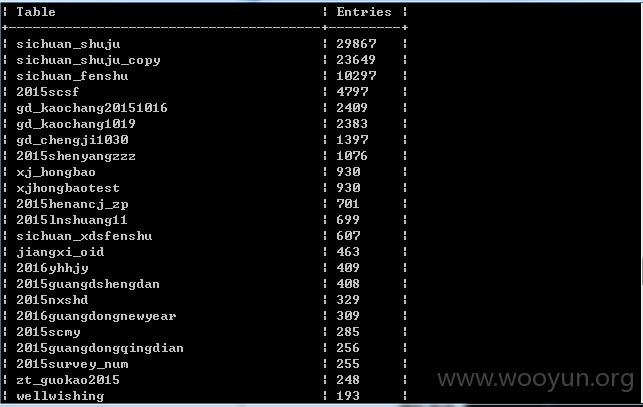 ¦ Table ¦ Entries ¦
+---------------------------------------+---------+
¦ sichuan_shuju ¦ 29867 ¦
¦ sichuan_shuju_copy ¦ 23649 ¦
¦ sichuan_fenshu ¦ 10297 ¦
¦ 2015scsf ¦ 4797 ¦
¦ gd_kaochang20151016 ¦ 2409 ¦
¦ gd_kaochang1019 ¦ 2383 ¦
¦ gd_chengji1030 ¦ 1397 ¦
¦ 2015shenyangzzz ¦ 1076 ¦
¦ xj_hongbao ¦ 930 ¦
¦ xjhongbaotest ¦ 930 ¦
¦ 2015henancj_zp ¦ 701 ¦
¦ 2015lnshuang11 ¦ 699 ¦
¦ sichuan_xdsfenshu ¦ 607 ¦
¦ jiangxi_oid ¦ 463 ¦
¦ 2016yhhjy ¦ 409 ¦
¦ 2015guangdshengdan ¦ 408 ¦
¦ 2015nxshd ¦ 329 ¦
¦ 2016guangdongnewyear ¦ 309 ¦
¦ 2015scmy ¦ 285 ¦
¦ 2015guangdongqingdian ¦ 256 ¦
¦ 2015survey_num ¦ 255 ¦
¦ zt_guokao2015 ¦ 248 ¦
¦ wellwishing ¦ 193 ¦
www.wooyun.org